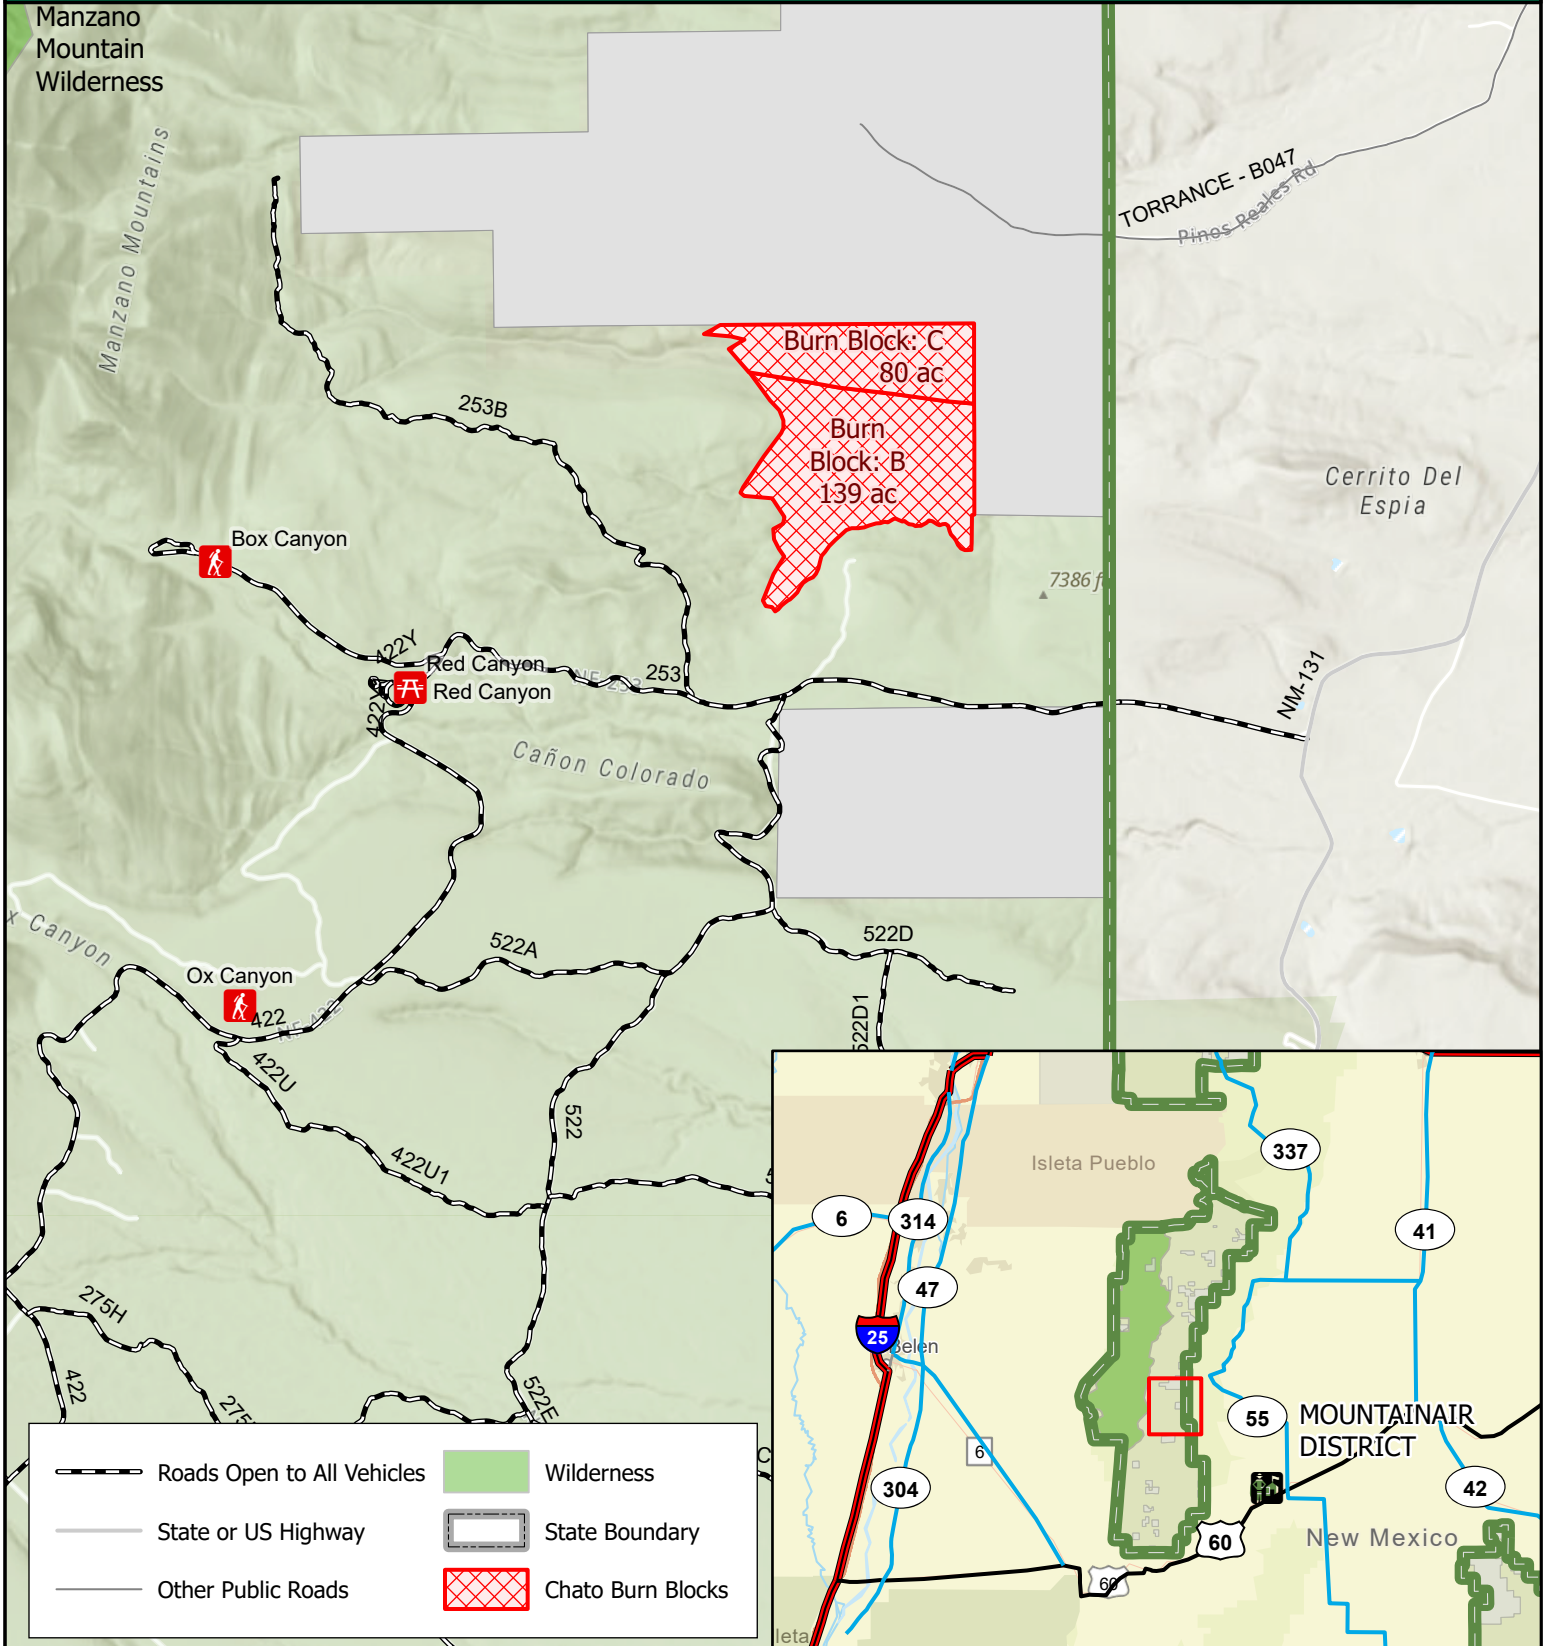 Manzano
Mountain
Wilderness
Manzano Mountains
TORRANCE - B047
Pinos Reales Rd
Burn Block: C
80 ac
Burn
Block: B
139 ac
253B
Cerrito Del
Espia
Box Canyon
7386 f
422Y
Red Canyon
NF 253
253
Red Canyon
NM-131
Cañon Colorado
Canyon
522A
522D
Ox Canyon
422
NF 422
522D1
422U
522
422U1
275H
422
522E
Roads Open to All Vehicles
State or US Highway
Other Public Roads
Wilderness
State Boundary
Chato Burn Blocks
Isleta Pueblo
337
6
314
41
47
25
Belen
55
MOUNTAINAIR
DISTRICT
6
304
42
60
New Mexico
60
leta